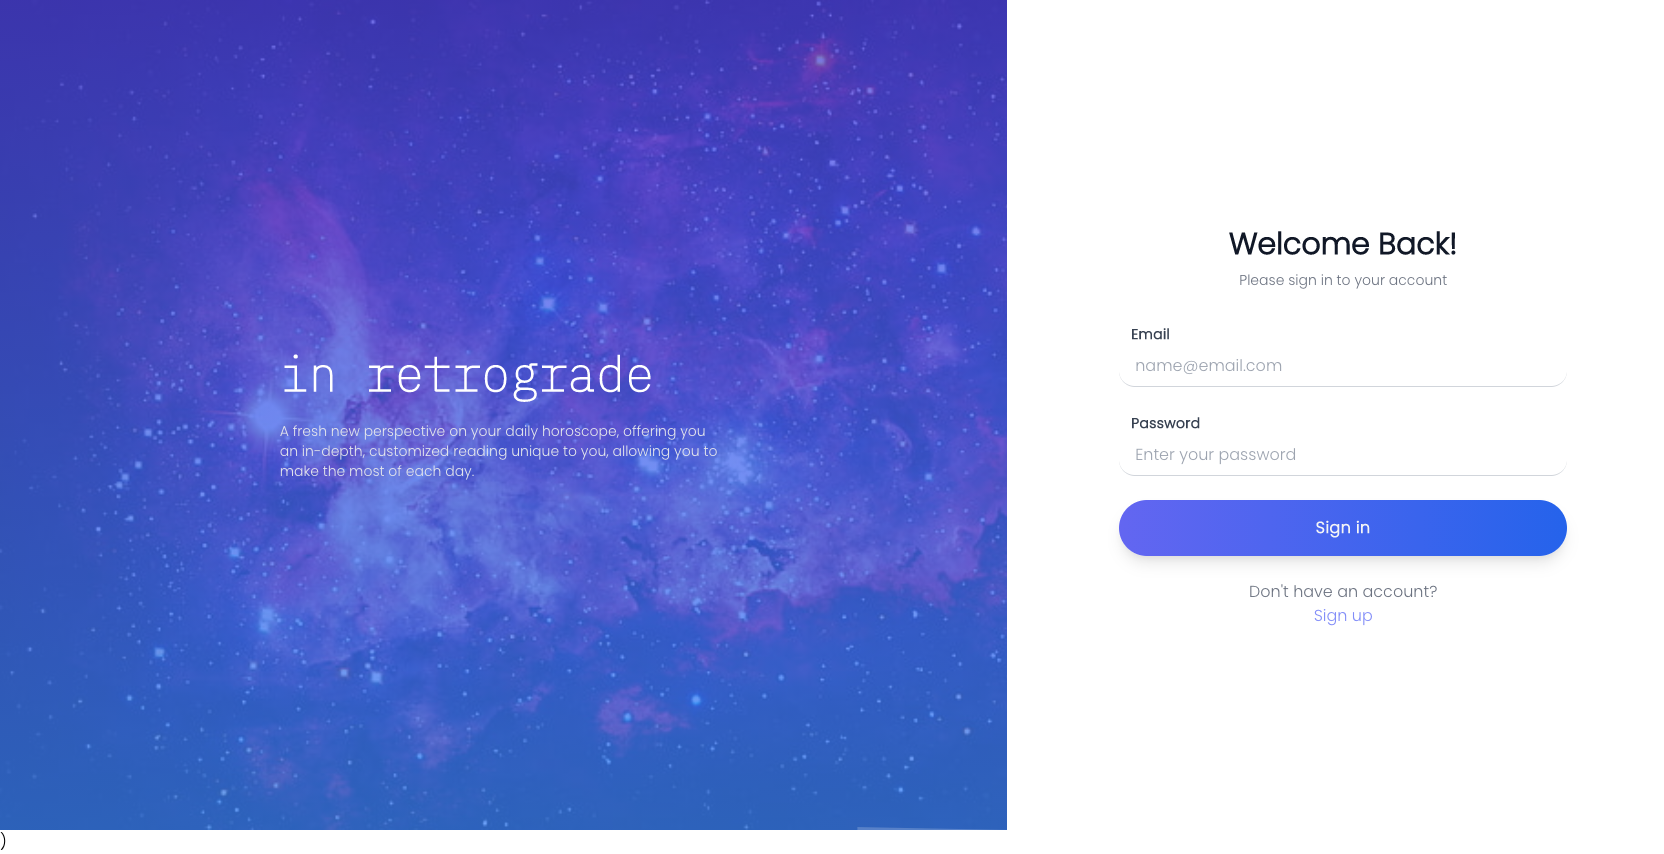 in retrograde
A fresh new perspective on your daily horoscope, offering you
an in-depth, customized reading unique to you, allowing you to
make the most of each day.
Welcome Back!
Please sign in to your account
Email
name@email.com
Password
Enter your password
Sign in
Don't have an account?
Sign up
)